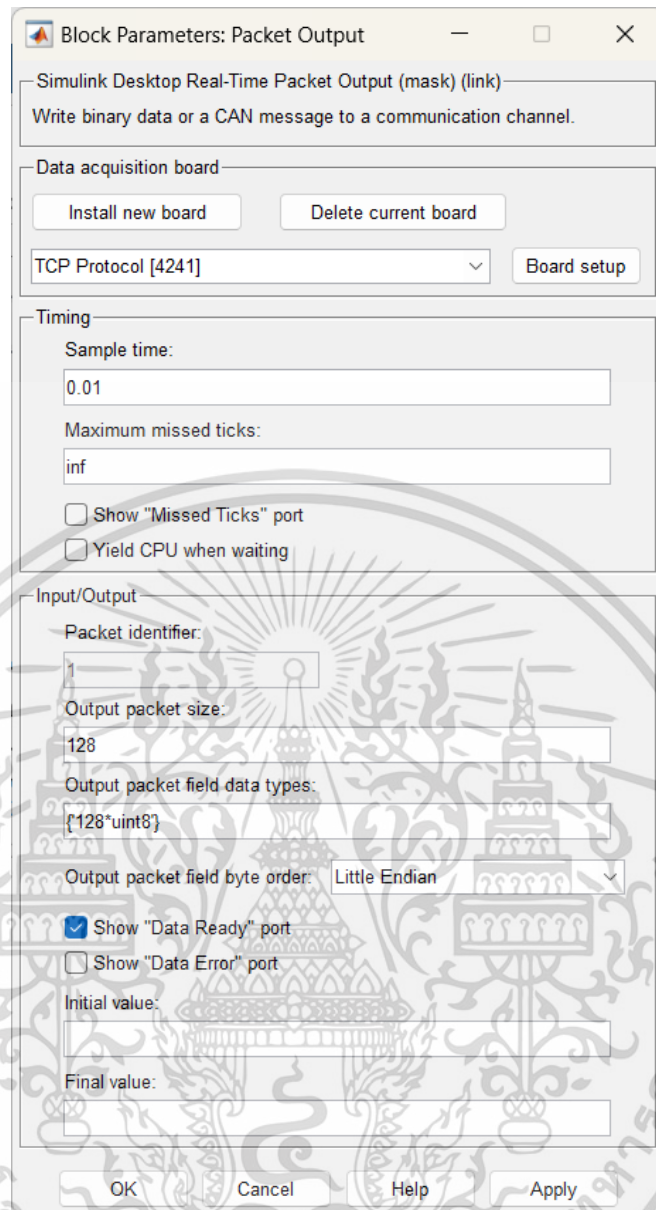 Block Parameters: Packet Output
Simulink Desktop Real-Time Packet Output (mask) (link)
Write binary data or a CAN message to a communication channel.
Data acquisition board
Install new board Delete current board
TCP Protocol [4241] Board setup
Timing
Sample time:
0.01
Maximum missed ticks:
inf
Show "Missed Ticks" port
Yield CPU when waiting
Input/Output
Packet identifier:
1
Output packet size:
128
Output packet field data types:
{'128*uint8'}
Output packet field byte order: Little Endian
Show "Data Ready" port
Show "Data Error" port
Initial value:
Final value:
OK Cancel Help Apply